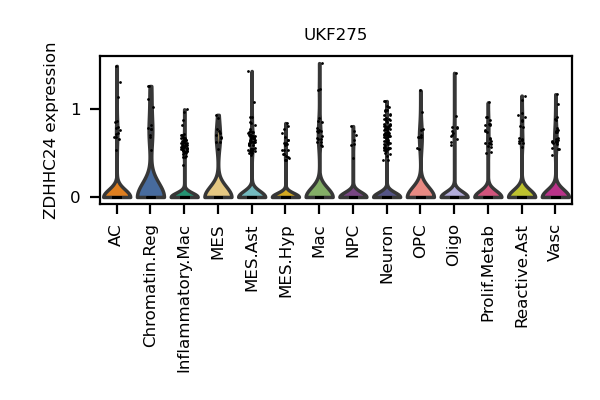 UKF275
ZDHHC24 expression
1
0
AC
Chromatin.Reg
Inflammatory.Mac
MES
MES.Ast
MES.Hyp
Mac
NPC
Neuron
OPC
Oligo
Prolif.Metab
Reactive.Ast
Vasc